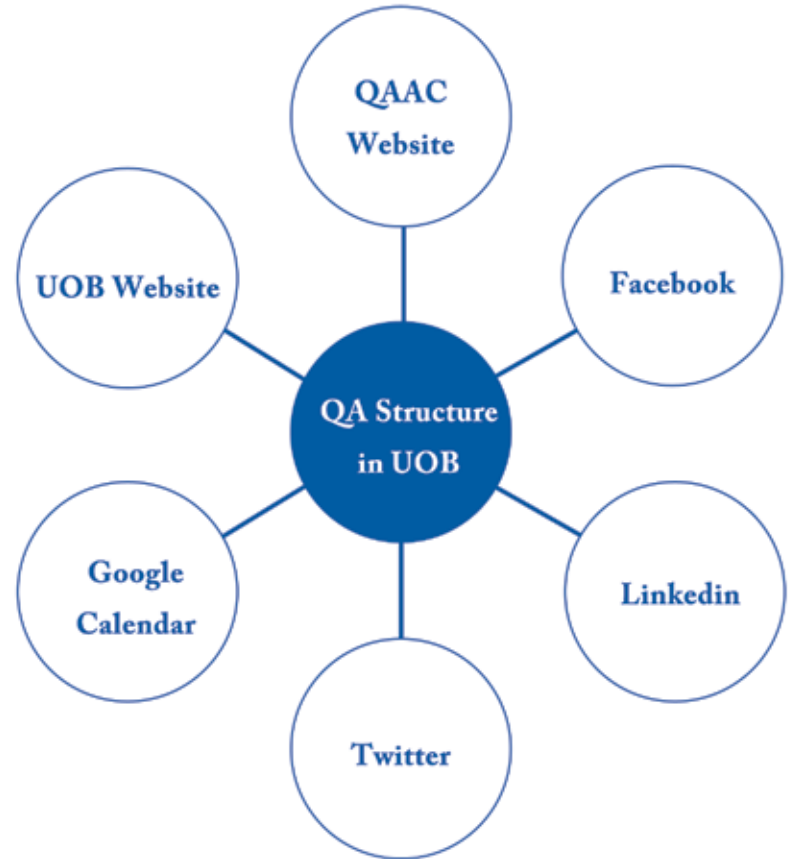 QAAC
Website
UOB Website
Facebook
QA Structure
in UOB
Google
Calendar
Linkedin
Twitter